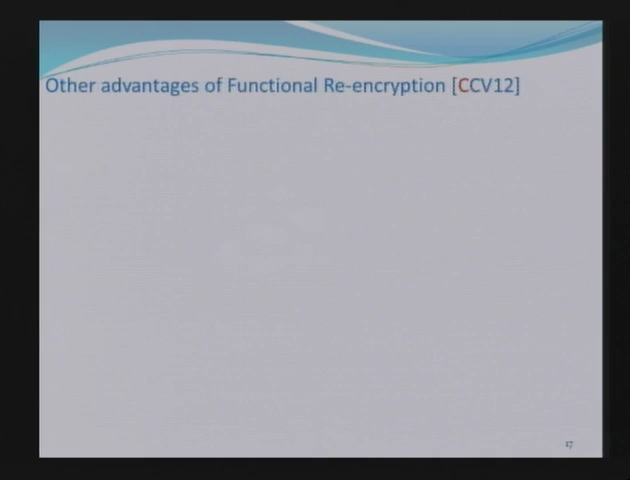 Other advantages of Functional Re-encryption [CCV12]
17